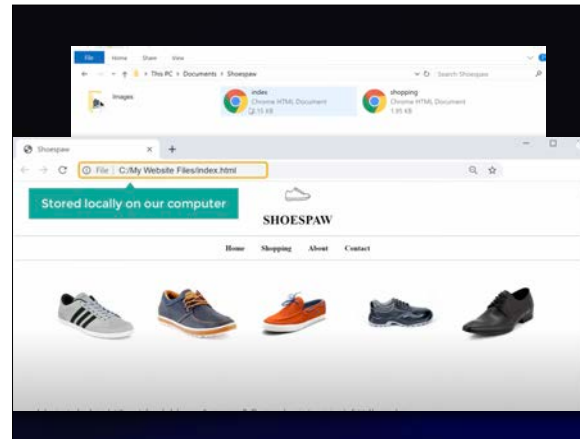 File Home Share View
This PC › Documents › Shoespaw
Search Shoespaw
Images
index
Chrome HTML Document
shopping
Chrome HTML Document
1.95 KB
Shoespaw
File | C:/My Website Files/index.html
Stored locally on our computer
SHOESPAW
Home Shopping About Contact